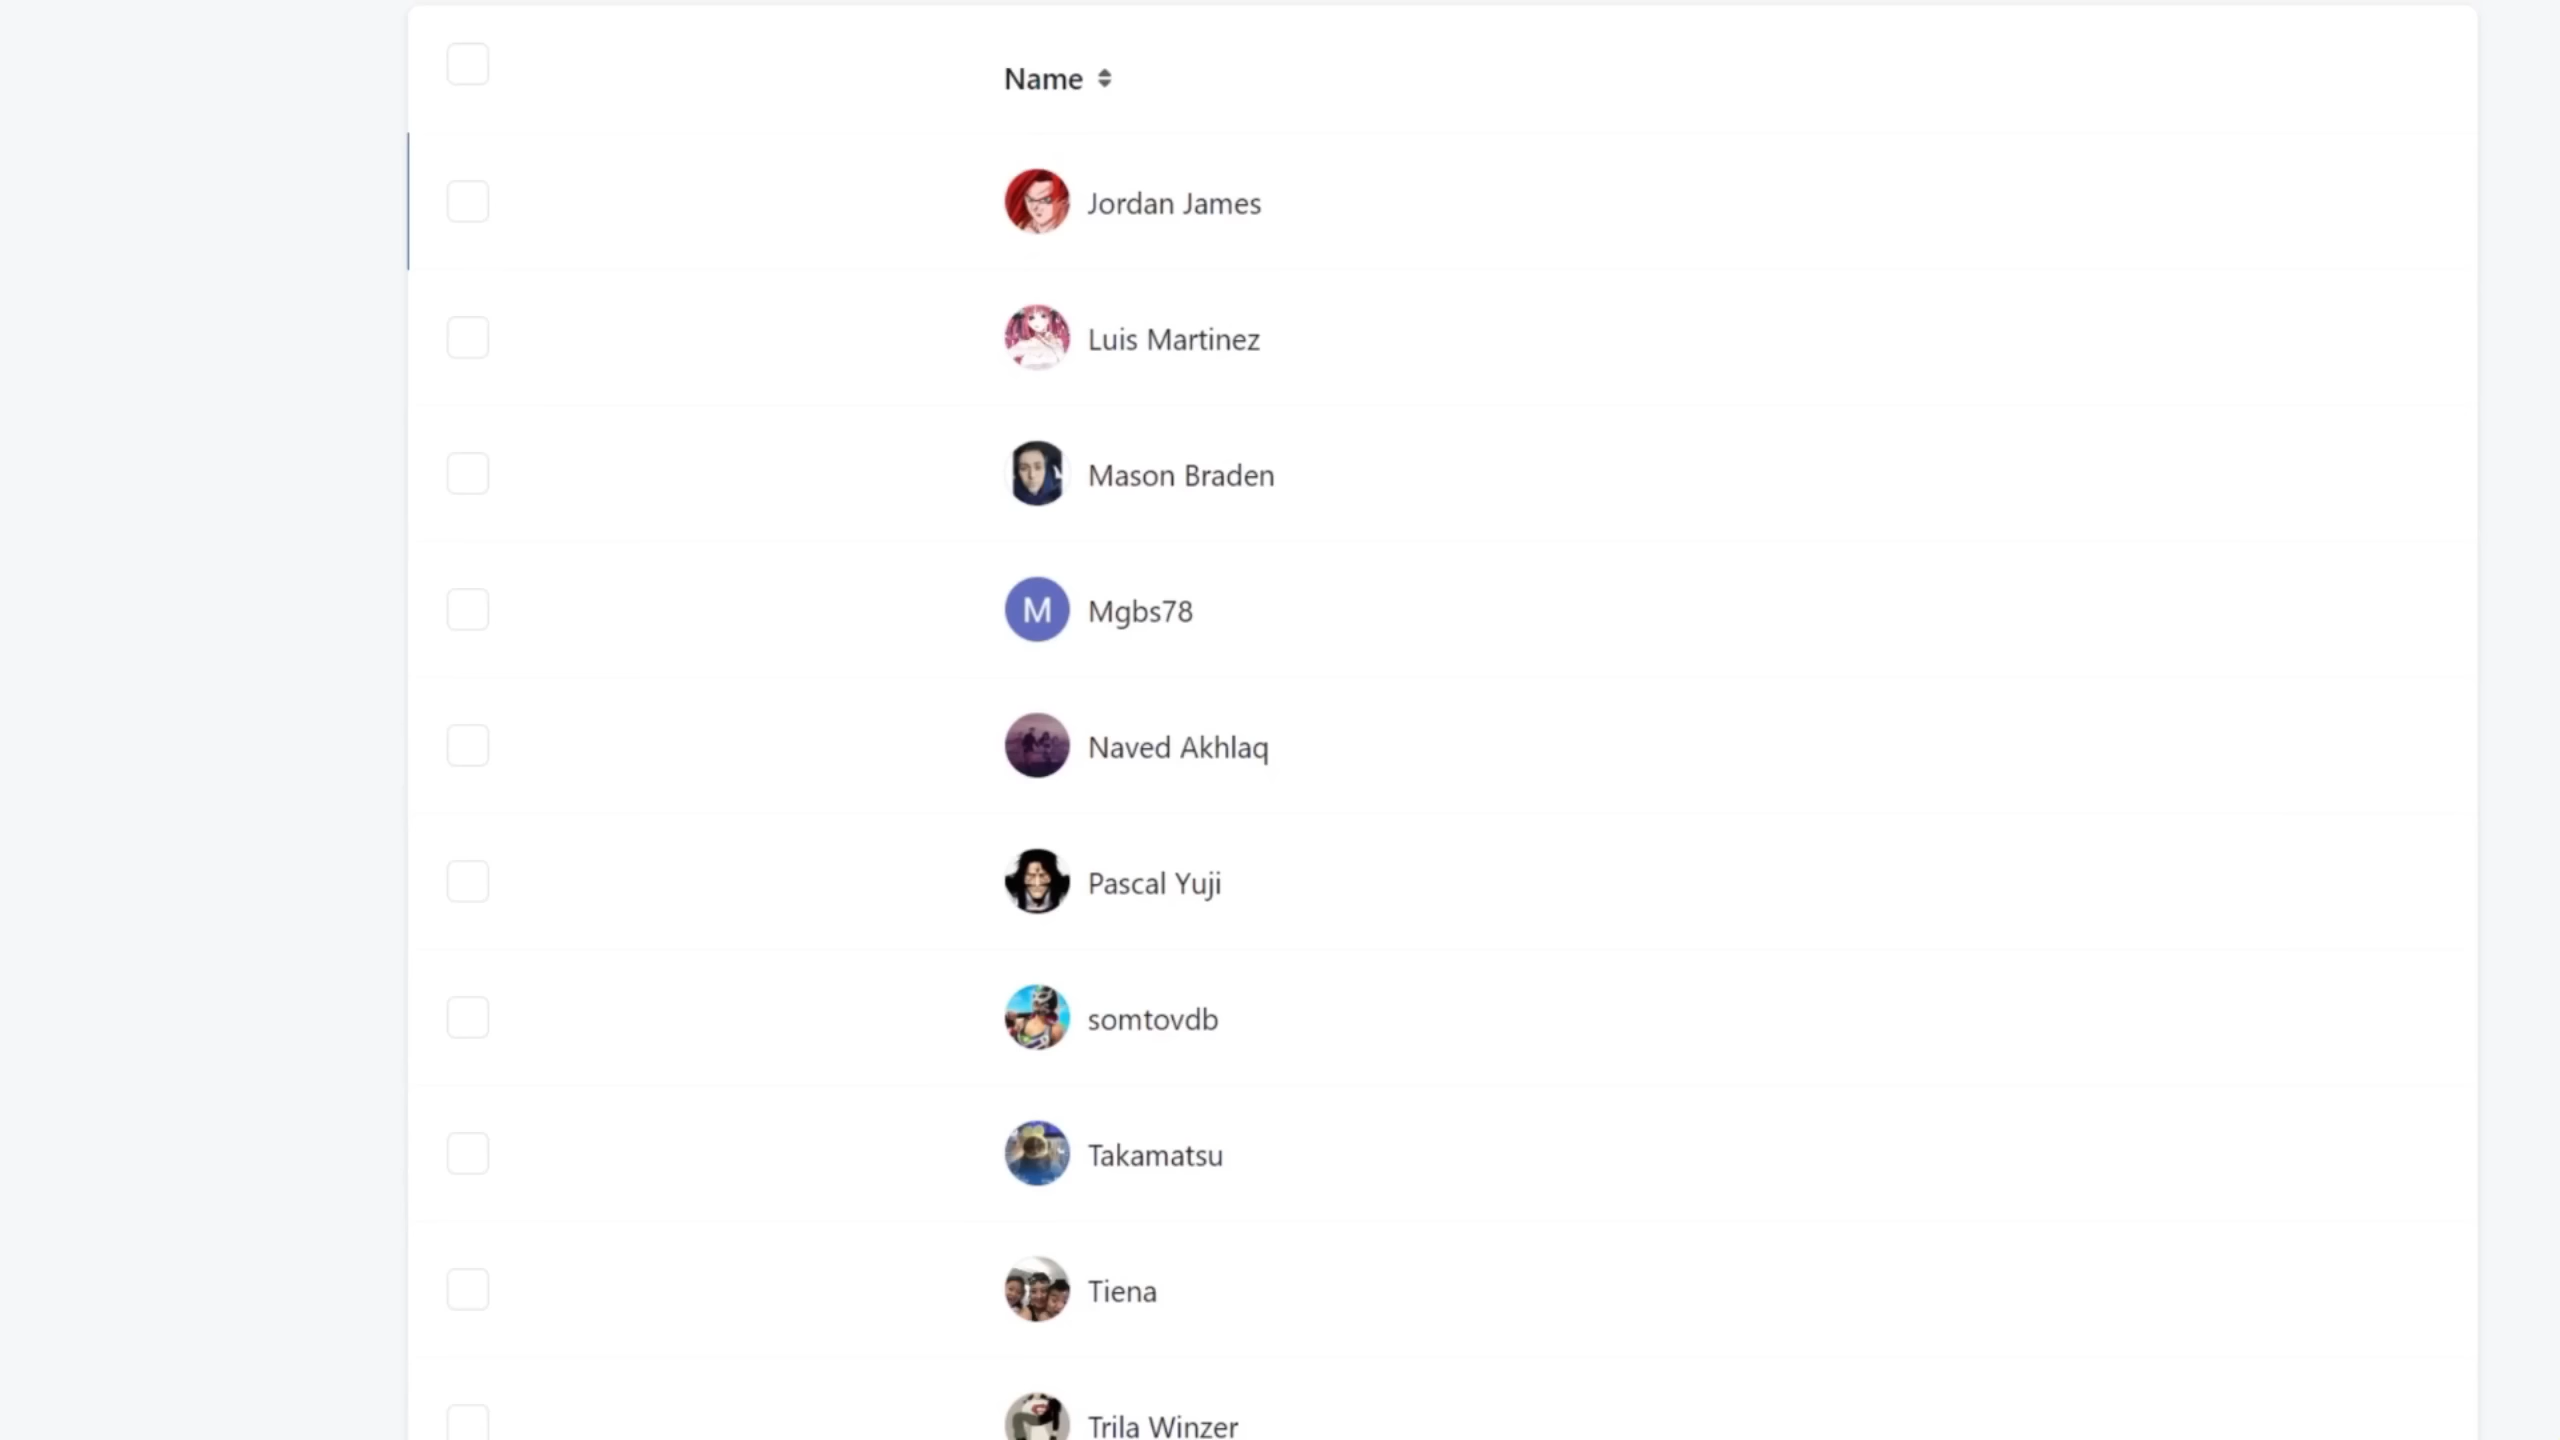 Name
Jordan James
Luis Martinez
Mason Braden
M Mgbs78
Naved Akhlaq
Pascal Yuji
somtovdb
Takamatsu
Tiena
Trila Winzer